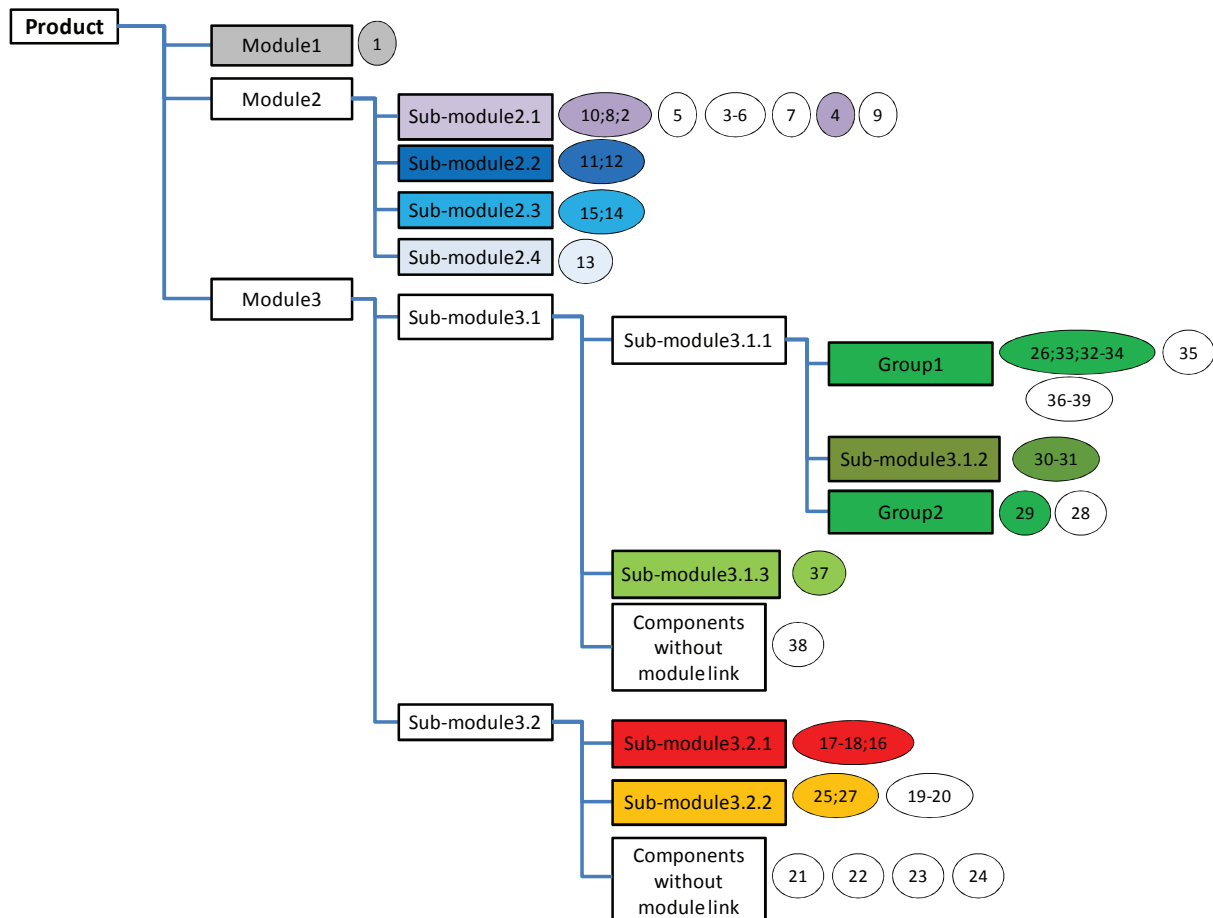 Product
Module1
1
Module2
Sub-module2.1
10;8;2
5
3-6
7
4
9
Sub-module2.2
11;12
Sub-module2.3
15;14
Sub-module2.4
13
Module3
Sub-module3.1
Sub-module3.1.1
Group1
26;33;32-34
35
36-39
Sub-module3.1.2
30-31
Group2
29
28
Sub-module3.1.3
37
Components
without
module link
38
Sub-module3.2
Sub-module3.2.1
17-18;16
Sub-module3.2.2
25;27
19-20
Components
without
module link
21
22
23
24